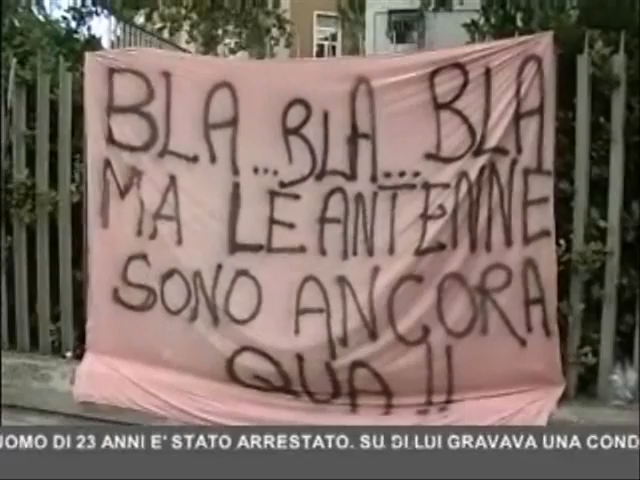 BLA...BLA...BLA
MA LE ANTENNE
SONO ANCORA
QUA!!
UOMO DI 23 ANNI E' STATO ARRESTATO. SU DI LUI GRAVAVA UNA COND